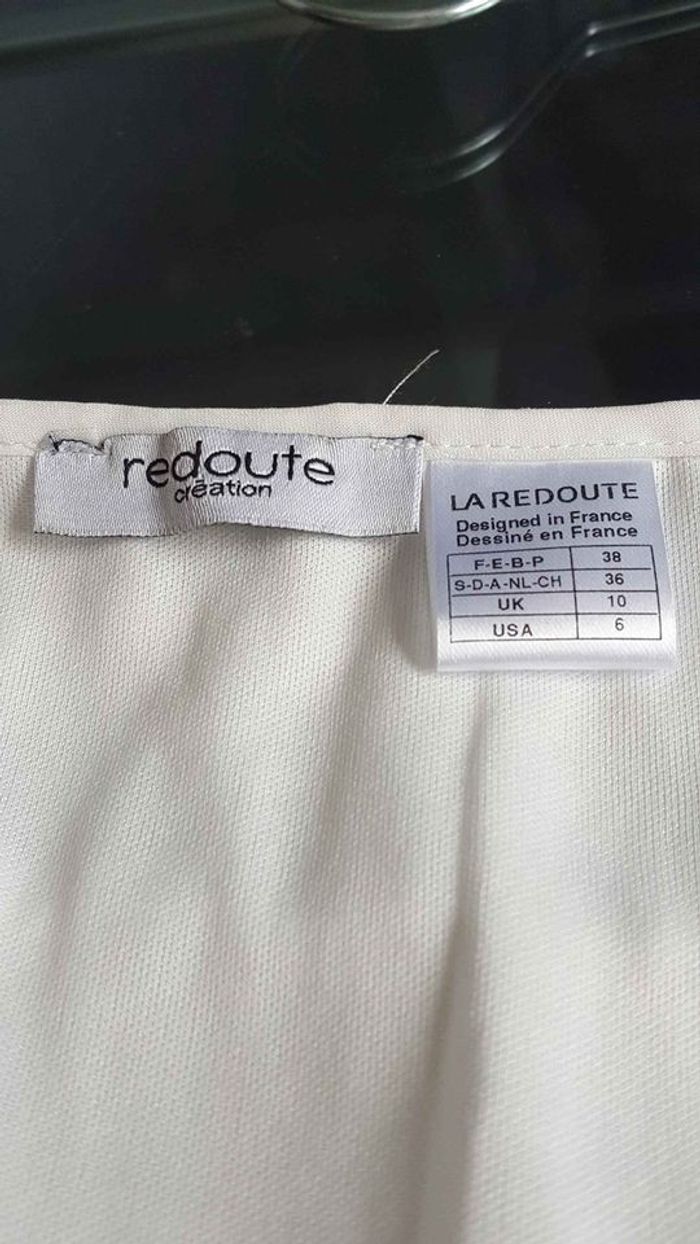 redoute
création
LA REDOUTE
Designed in France
Dessiné en France
F-E-B-P 38
S-D-A-NL-CH 36
UK 10
USA 6